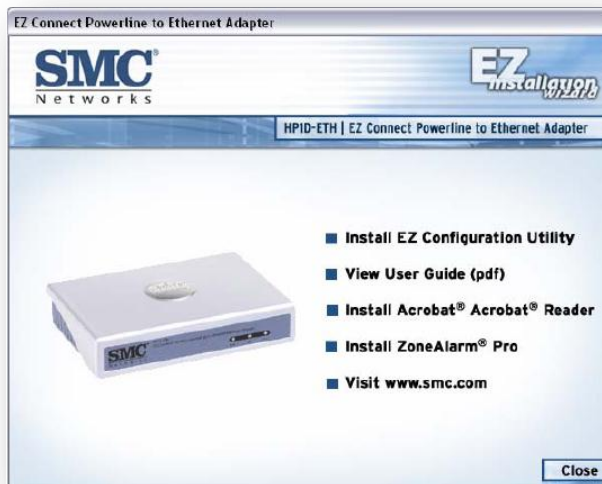 EZ Connect Powerline to Ethernet Adapter
SMC®
Networks
EZ
Installation
Wizard
HP1D-ETH | EZ Connect Powerline to Ethernet Adapter
Install EZ Configuration Utility
View User Guide (pdf)
Install Acrobat® Acrobat® Reader
Install ZoneAlarm® Pro
Visit www.smc.com
SMC
Networks
Close